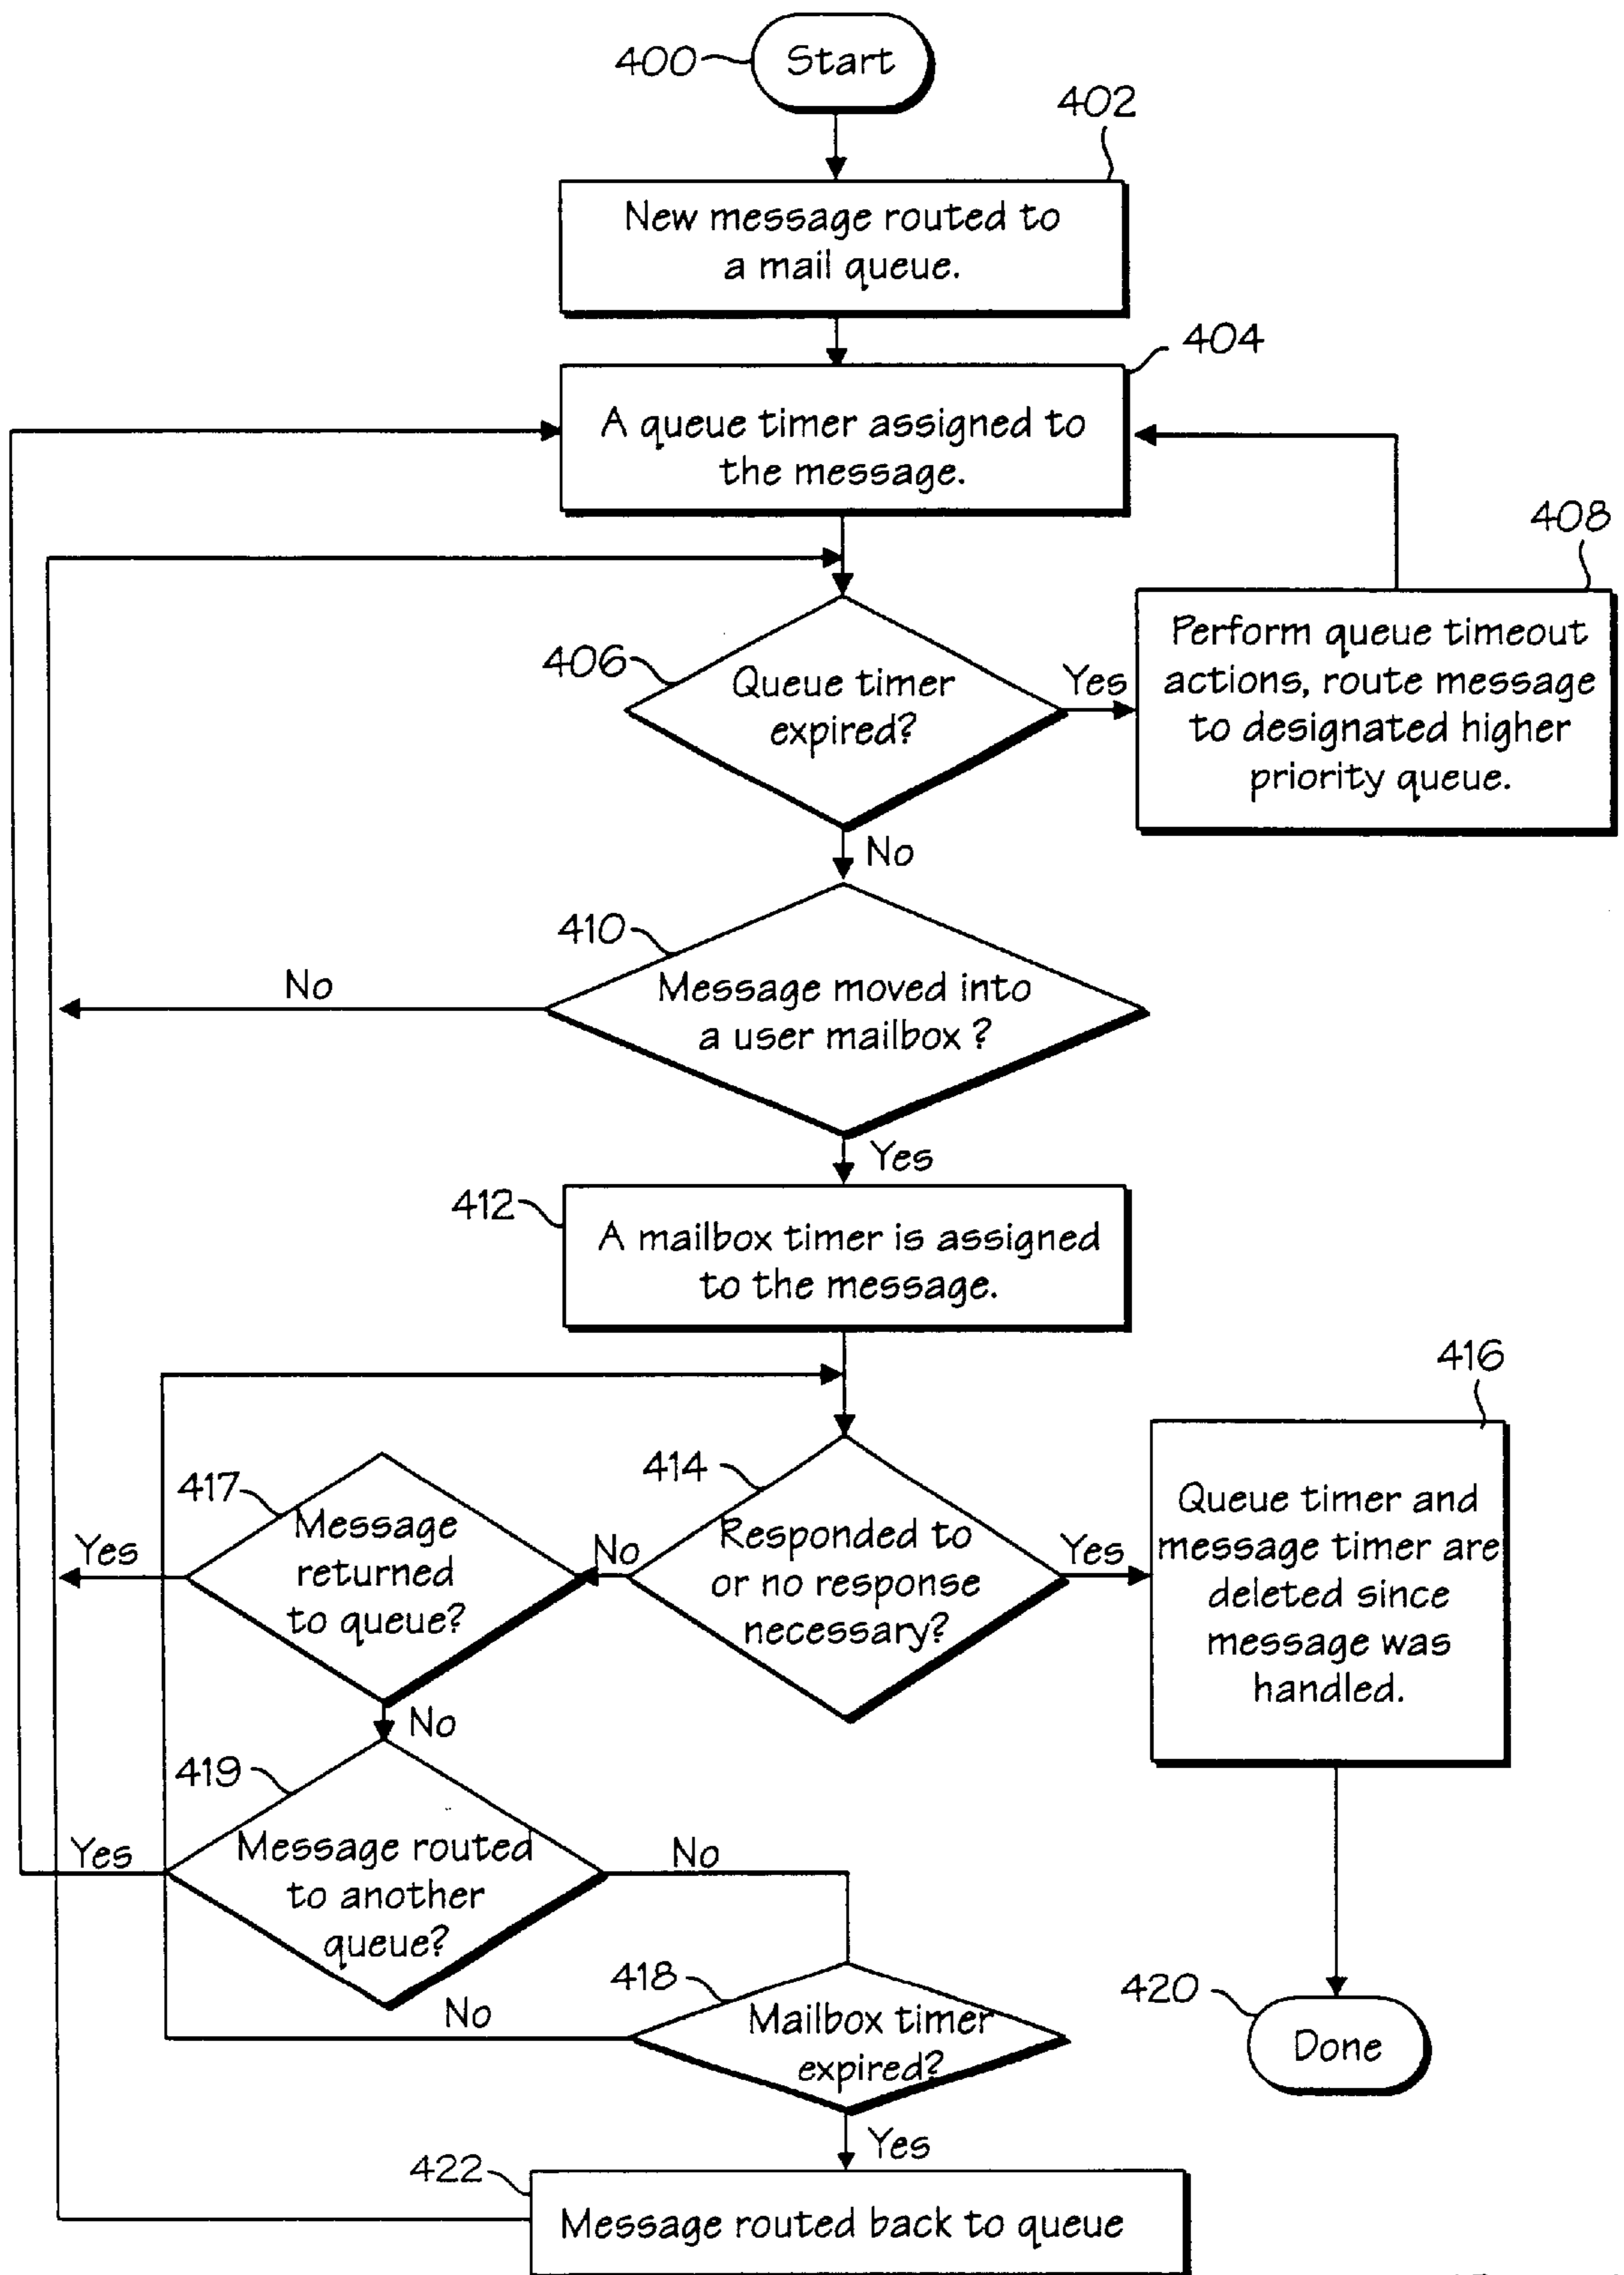 400
Start
402
New message routed to
a mail queue.
404
A queue timer assigned to
the message.
408
Perform queue timeout
actions, route message
to designated higher
priority queue.
406
Queue timer
expired?
Yes
No
410
Message moved into
a user mailbox ?
No
Yes
412
A mailbox timer is assigned
to the message.
416
Queue timer and
message timer are
deleted since
message was
handled.
414
Responded to
or no response
necessary?
Yes
No
417
Message
returned
to queue?
Yes
No
419
Message routed
to another
queue?
Yes
No
418
Mailbox timer
expired?
No
Yes
420
Done
422
Message routed back to queue